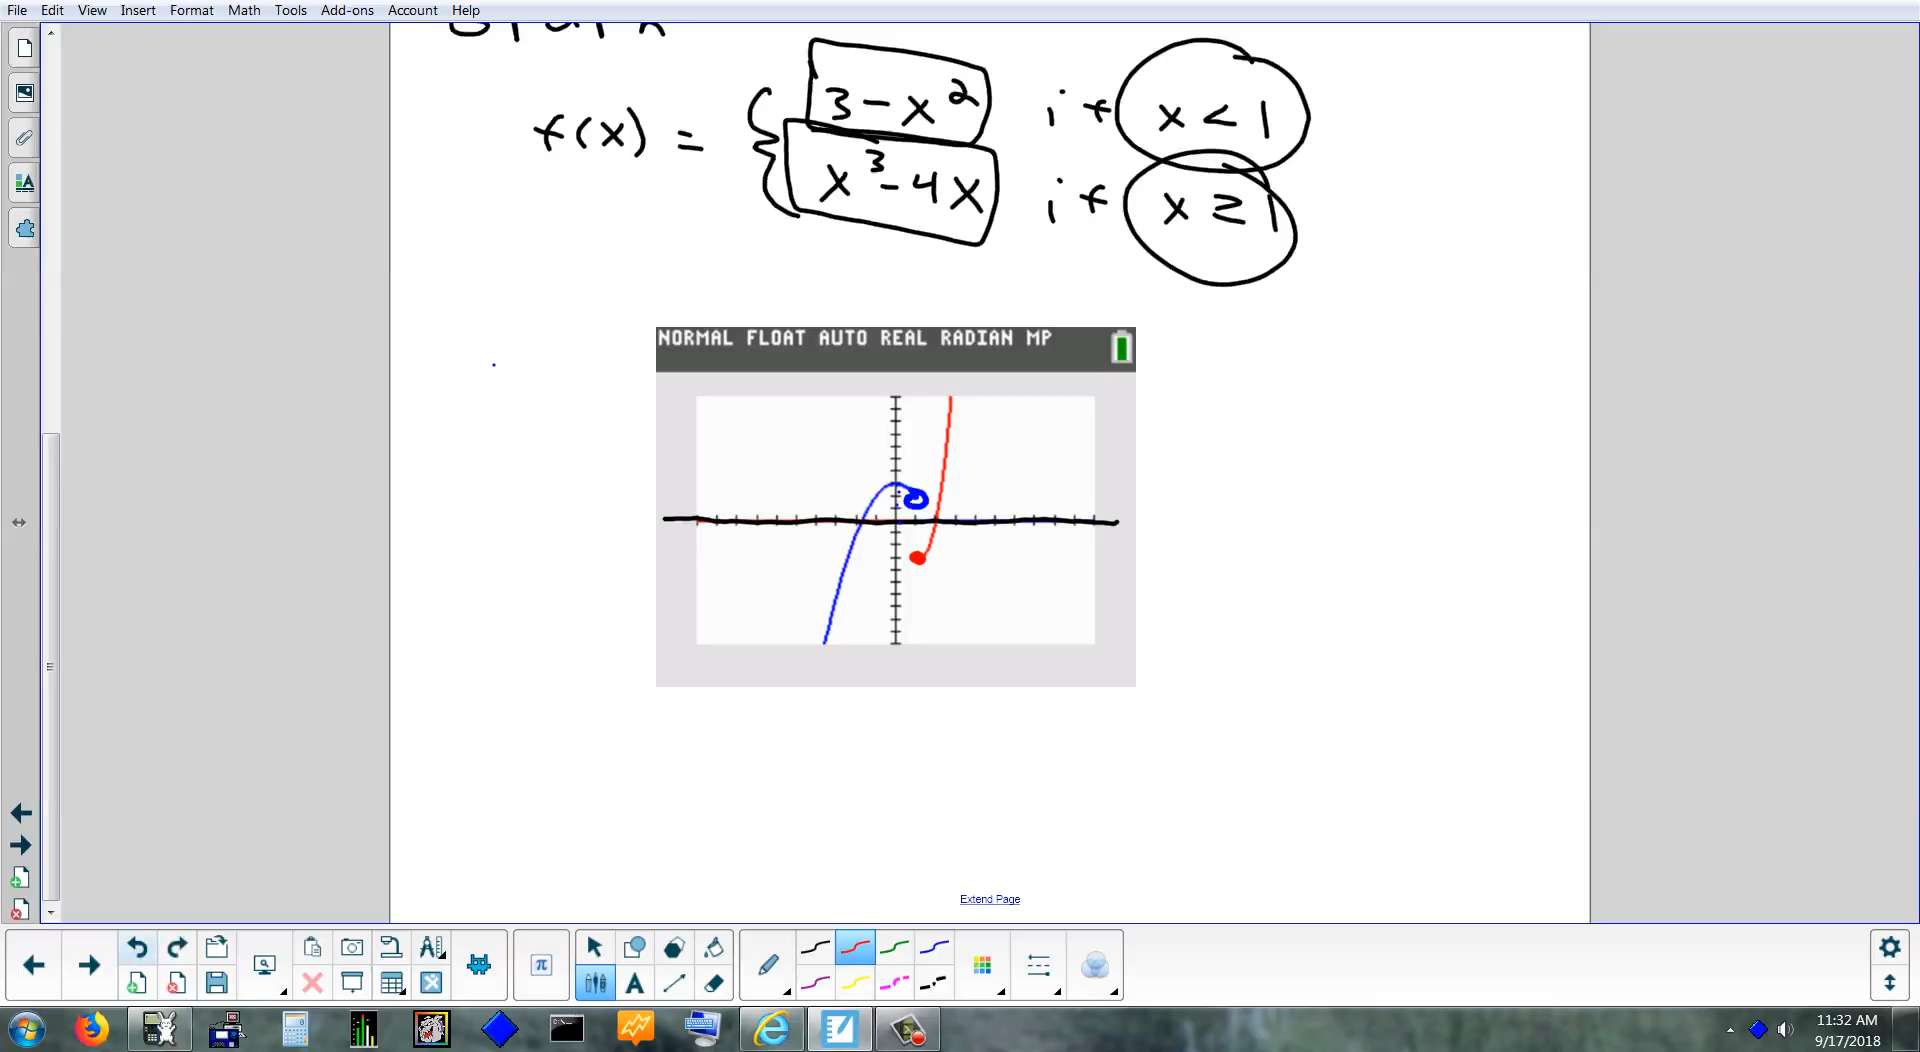 File Edit View Insert Format Math Tools Add-ons Account Help
f(x) = { 3 - x² if x < 1
x³ - 4x if x ≥ 1
NORMAL FLOAT AUTO REAL RADIAN MP
Extend Page
π
A
11:32 AM
9/17/2018